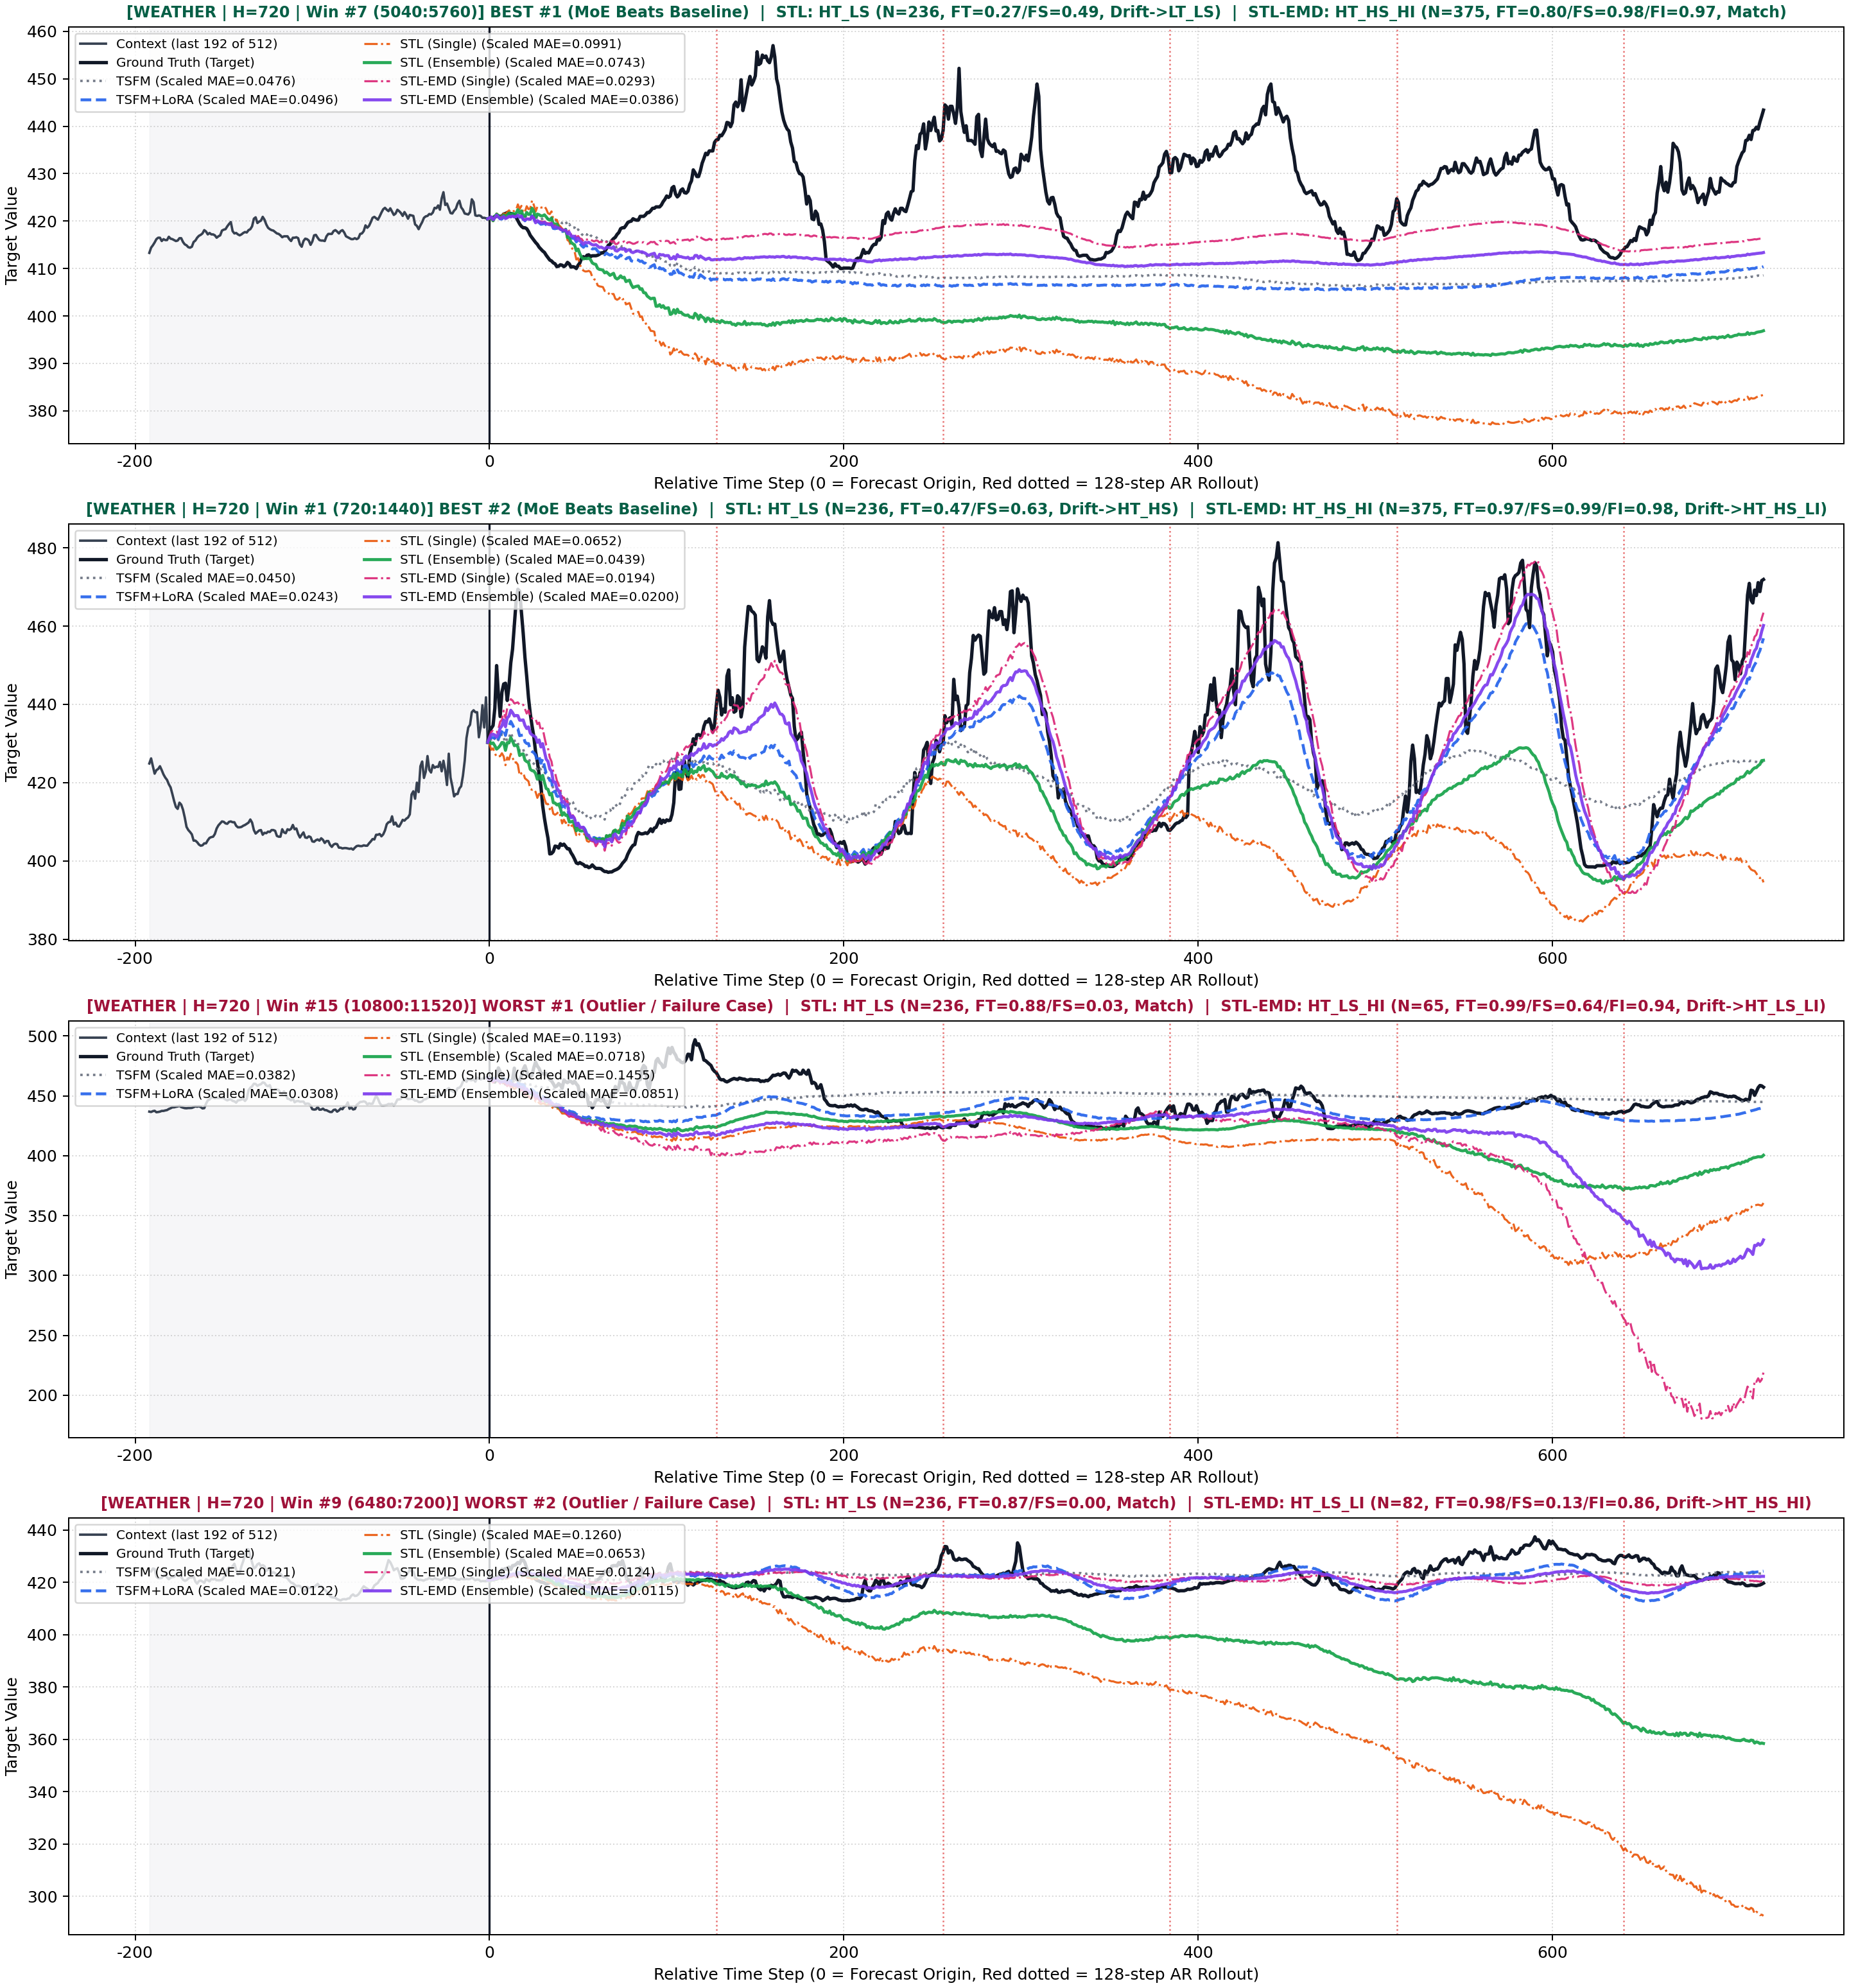 [WEATHER | H=720 | Win #7 (5040:5760)] BEST #1 (MoE Beats Baseline) | STL: HT_LS (N=236, FT=0.27/FS=0.49, Drift->LT_LS) | STL-EMD: HT_HS_HI (N=375, FT=0.80/FS=0.98/FI=0.97, Match)
Context (last 192 of 512)
Ground Truth (Target)
TSFM (Scaled MAE=0.0476)
TSFM+LoRA (Scaled MAE=0.0496)
STL (Single) (Scaled MAE=0.0991)
STL (Ensemble) (Scaled MAE=0.0743)
STL-EMD (Single) (Scaled MAE=0.0293)
STL-EMD (Ensemble) (Scaled MAE=0.0386)
Target Value
460
450
440
430
420
410
400
390
380
-200
0
200
400
600
Relative Time Step (0 = Forecast Origin, Red dotted = 128-step AR Rollout)
[WEATHER | H=720 | Win #1 (720:1440)] BEST #2 (MoE Beats Baseline) | STL: HT_LS (N=236, FT=0.47/FS=0.63, Drift->HT_HS) | STL-EMD: HT_HS_HI (N=375, FT=0.97/FS=0.99/FI=0.98, Drift->HT_HS_LI)
Context (last 192 of 512)
Ground Truth (Target)
TSFM (Scaled MAE=0.0450)
TSFM+LoRA (Scaled MAE=0.0243)
STL (Single) (Scaled MAE=0.0652)
STL (Ensemble) (Scaled MAE=0.0439)
STL-EMD (Single) (Scaled MAE=0.0194)
STL-EMD (Ensemble) (Scaled MAE=0.0200)
Target Value
480
460
440
420
400
380
-200
0
200
400
600
Relative Time Step (0 = Forecast Origin, Red dotted = 128-step AR Rollout)
[WEATHER | H=720 | Win #15 (10800:11520)] WORST #1 (Outlier / Failure Case) | STL: HT_LS (N=236, FT=0.88/FS=0.03, Match) | STL-EMD: HT_LS_HI (N=65, FT=0.99/FS=0.64/FI=0.94, Drift->HT_LS_LI)
Context (last 192 of 512)
Ground Truth (Target)
TSFM (Scaled MAE=0.0382)
TSFM+LoRA (Scaled MAE=0.0308)
STL (Single) (Scaled MAE=0.1193)
STL (Ensemble) (Scaled MAE=0.0718)
STL-EMD (Single) (Scaled MAE=0.1455)
STL-EMD (Ensemble) (Scaled MAE=0.0851)
Target Value
500
450
400
350
300
250
200
-200
0
200
400
600
Relative Time Step (0 = Forecast Origin, Red dotted = 128-step AR Rollout)
[WEATHER | H=720 | Win #9 (6480:7200)] WORST #2 (Outlier / Failure Case) | STL: HT_LS (N=236, FT=0.87/FS=0.00, Match) | STL-EMD: HT_LS_LI (N=82, FT=0.98/FS=0.13/FI=0.86, Drift->HT_HS_HI)
Context (last 192 of 512)
Ground Truth (Target)
TSFM (Scaled MAE=0.0121)
TSFM+LoRA (Scaled MAE=0.0122)
STL (Single) (Scaled MAE=0.1260)
STL (Ensemble) (Scaled MAE=0.0653)
STL-EMD (Single) (Scaled MAE=0.0124)
STL-EMD (Ensemble) (Scaled MAE=0.0115)
Target Value
440
420
400
380
360
340
320
300
-200
0
200
400
600
Relative Time Step (0 = Forecast Origin, Red dotted = 128-step AR Rollout)